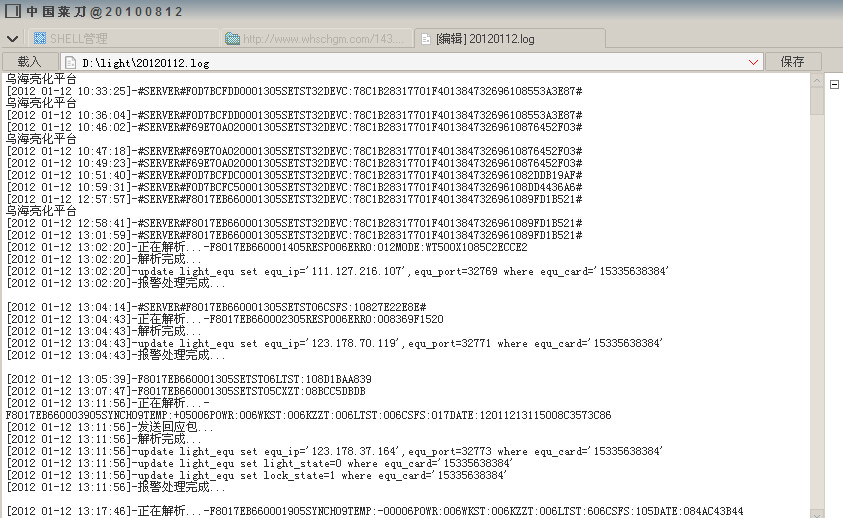 中国菜刀@20100812
SHELL管理
http://www.whschgm.com/143....
[编辑] 20120112.log
载入
D:\light\20120112.log
保存
乌海亮化平台
[2012 01-12 10:33:25]-#SERVER#F0D7BCFDD0001305SETST32DEVC:78C1B28317701F401384732696108553A3E87#
乌海亮化平台
[2012 01-12 10:36:04]-#SERVER#F0D7BCFDD0001305SETST32DEVC:78C1B28317701F401384732696108553A3E87#
[2012 01-12 10:46:02]-#SERVER#F69E70A020001305SETST32DEVC:78C1B28317701F4013847326961​0876452F03#
乌海亮化平台
[2012 01-12 10:47:18]-#SERVER#F69E70A020001305SETST32DEVC:78C1B28317701F40138473269610876452F03#
[2012 01-12 10:49:23]-#SERVER#F69E70A020001305SETST32DEVC:78C1B28317701F40138473269610876452F03#
[2012 01-12 10:51:40]-#SERVER#F0D7BCFDC0001305SETST32DEVC:78C1B28317701F401384732696108​2DDB19AF#
[2012 01-12 10:59:31]-#SERVER#F0D7BCFC50001305SETST32DEVC:78C1B28317701F401384732696108DD4436A6#
[2012 01-12 12:57:57]-#SERVER#F8017EB660001305SETST32DEVC:78C1B28317701F401384732696108​9FD1B521#
乌海亮化平台
[2012 01-12 12:58:41]-#SERVER#F8017EB660001305SETST32DEVC:78C1B28317701F4013847326961089FD1B521#
[2012 01-12 13:01:59]-#SERVER#F8017EB660001305SETST32DEVC:78C1B28317701F4013847326961089FD1B521#
[2012 01-12 13:02:20]-正在解析...-F8017EB660001405RESP006ERR0:012MODE:WT500X1085C2ECCE2
[2012 01-12 13:02:20]-解析完成...
[2012 01-12 13:02:20]-update light_equ set equ_ip='111.127.216.107',equ_port=32769 where equ_card='15335638384'
[2012 01-12 13:02:20]-报警处理完成...
[2012 01-12 13:04:14]-#SERVER#F8017EB660001305SETST06CSFS:10827E22E8E#
[2012 01-12 13:04:43]-正在解析...-F8017EB660002305RESP006ERR0:008369F1520
[2012 01-12 13:04:43]-解析完成...
[2012 01-12 13:04:43]-update light_equ set equ_ip='123.178.70.119',equ_port=32771 where equ_card='15335638384'
[2012 01-12 13:04:43]-报警处理完成...
[2012 01-12 13:05:39]-F8017EB660001305SETST06LTST:108D1BAA839
[2012 01-12 13:07:47]-F8017EB660001305SETST05CXZT:08BCC5DBDB
[2012 01-12 13:11:56]-正在解析...-
F8017EB660003905SYNCH09TEMP:+05006POWR:006WKST:006KZZT:006LTST:006CSFS:017DATE:12011213115008C3573C86
[2012 01-12 13:11:56]-发送回应包...
[2012 01-12 13:11:56]-解析完成...
[2012 01-12 13:11:56]-update light_equ set equ_ip='123.178.37.164',equ_port=32773 where equ_card='15335638384'
[2012 01-12 13:11:56]-update light_equ set light_state=0 where equ_card='15335638384'
[2012 01-12 13:11:56]-update light_equ set lock_state=1 where equ_card='15335638384'
[2012 01-12 13:11:56]-报警处理完成...
[2012 01-12 13:17:46]-正在解析...-F8017EB660001905SYNCH09TEMP:-00006POWR:006WKST:006KZZT:006LTST:606CSFS:105DATE:084AC43B44